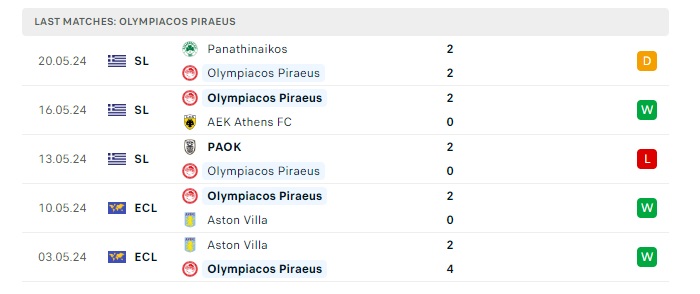 LAST MATCHES: OLYMPIACOS PIRAEUS
20.05.24 SL Panathinaikos 2 D
Olympiacos Piraeus 2
16.05.24 SL Olympiacos Piraeus 2 W
AEK Athens FC 0
13.05.24 SL PAOK 2 L
Olympiacos Piraeus 0
10.05.24 ECL Olympiacos Piraeus 2 W
Aston Villa 0
03.05.24 ECL Aston Villa 2 W
Olympiacos Piraeus 4